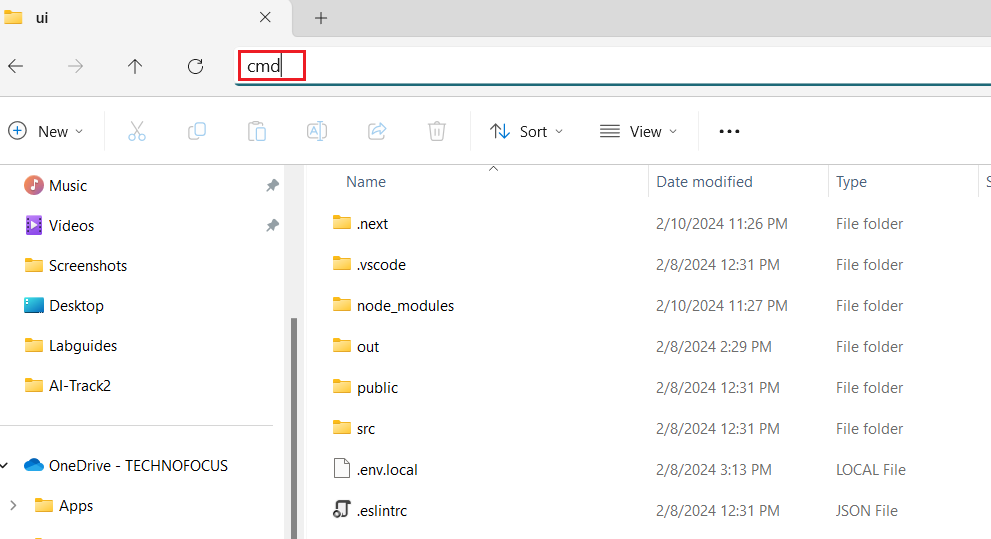 ui
cmd
New
Sort
View
Music
Videos
Screenshots
Desktop
Labguides
AI-Track2
OneDrive - TECHNOFOCUS
Apps
Name Date modified Type S
.next 2/10/2024 11:26 PM File folder
.vscode 2/8/2024 12:31 PM File folder
node_modules 2/10/2024 11:27 PM File folder
out 2/8/2024 2:29 PM File folder
public 2/8/2024 12:31 PM File folder
src 2/8/2024 12:31 PM File folder
.env.local 2/8/2024 3:13 PM LOCAL File
.eslintrc 2/8/2024 12:31 PM JSON File